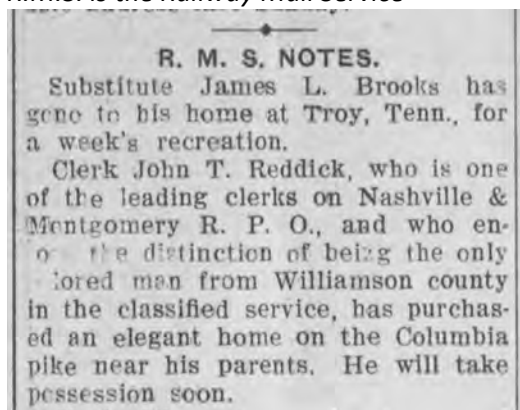 R. M. S. NOTES.
Substitute James L. Brooks has
gone to his home at Troy, Tenn., for
a week's recreation.
Clerk John T. Reddick, who is one
of the leading clerks on Nashville &
Montgomery R. P. O., and who en-
the distinction of being the only
man from Williamson county
in the classified service, has purchas-
ed an elegant home on the Columbia
pike near his parents. He will take
possession soon.